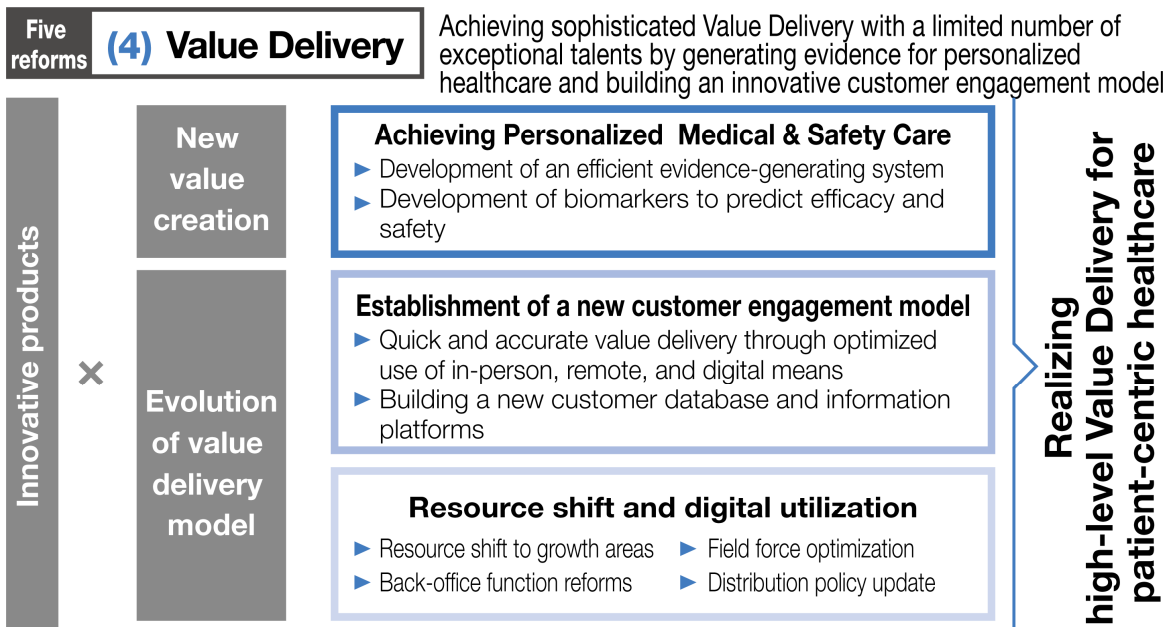 Five
reforms
(4) Value Delivery
Achieving sophisticated Value Delivery with a limited number of
exceptional talents by generating evidence for personalized
healthcare and building an innovative customer engagement model
Innovative products
×
New
value
creation
Achieving Personalized Medical & Safety Care
► Development of an efficient evidence-generating system
► Development of biomarkers to predict efficacy and
safety
Evolution
of value
delivery
model
Establishment of a new customer engagement model
► Quick and accurate value delivery through optimized
use of in-person, remote, and digital means
► Building a new customer database and information
platforms
Resource shift and digital utilization
► Resource shift to growth areas
► Field force optimization
► Back-office function reforms
► Distribution policy update
Realizing
high-level Value Delivery for
patient-centric healthcare